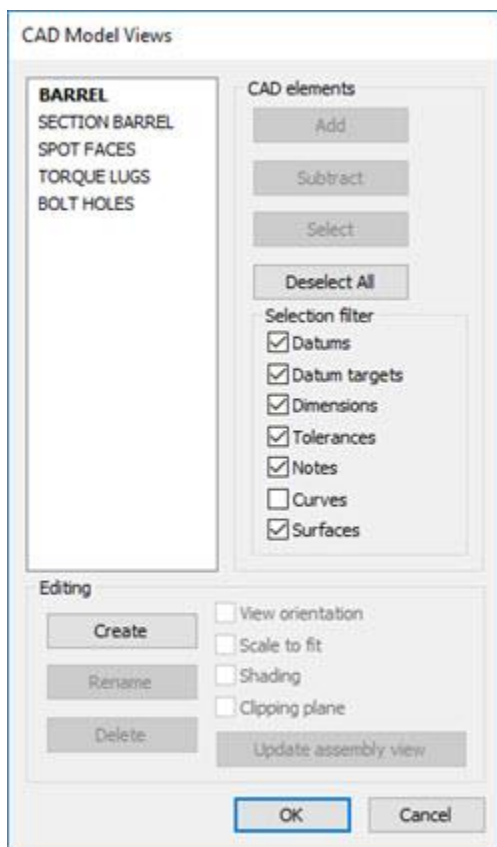 CAD Model Views
BARREL
SECTION BARREL
SPOT FACES
TORQUE LUGS
BOLT HOLES
CAD elements
Add
Subtract
Select
Deselect All
Selection filter
Datums
Datum targets
Dimensions
Tolerances
Notes
Curves
Surfaces
Editing
Create
Rename
Delete
View orientation
Scale to fit
Shading
Clipping plane
Update assembly view
OK
Cancel